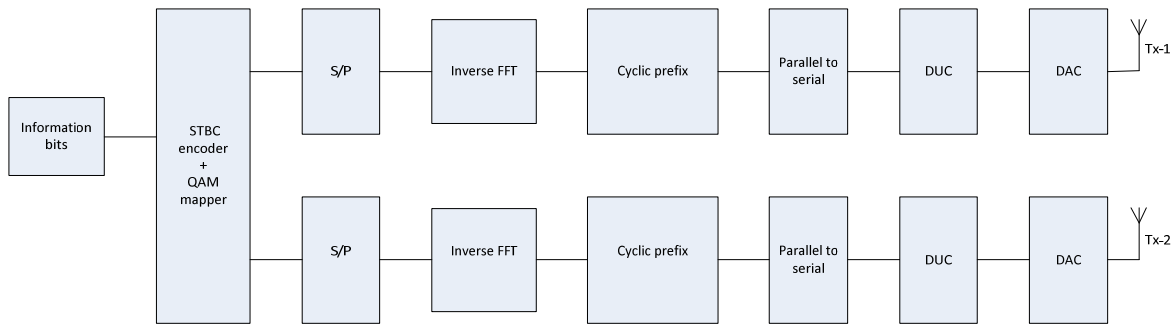 Information
bits
STBC
encoder
+
QAM
mapper
S/P
Inverse FFT
Cyclic prefix
Parallel to
serial
DUC
DAC
Tx-1
S/P
Inverse FFT
Cyclic prefix
Parallel to
serial
DUC
DAC
Tx-2